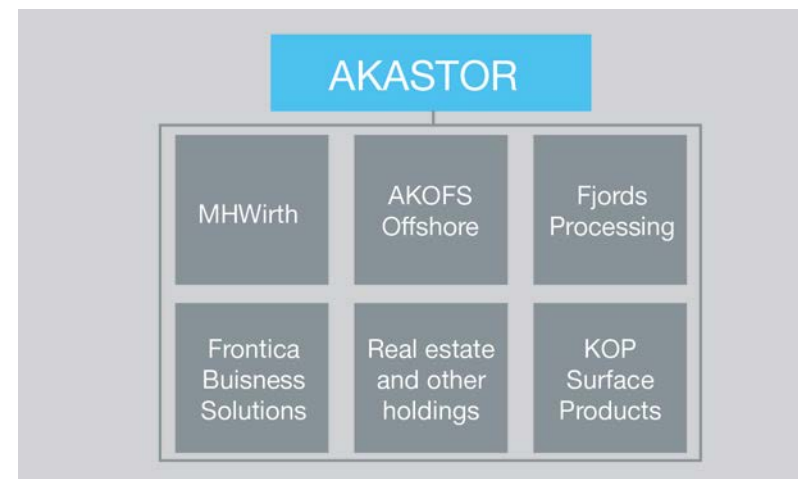 AKASTOR
MHWirth
AKOFS
Offshore
Fjords
Processing
Frontica
Buisness
Solutions
Real estate
and other
holdings
KOP
Surface
Products